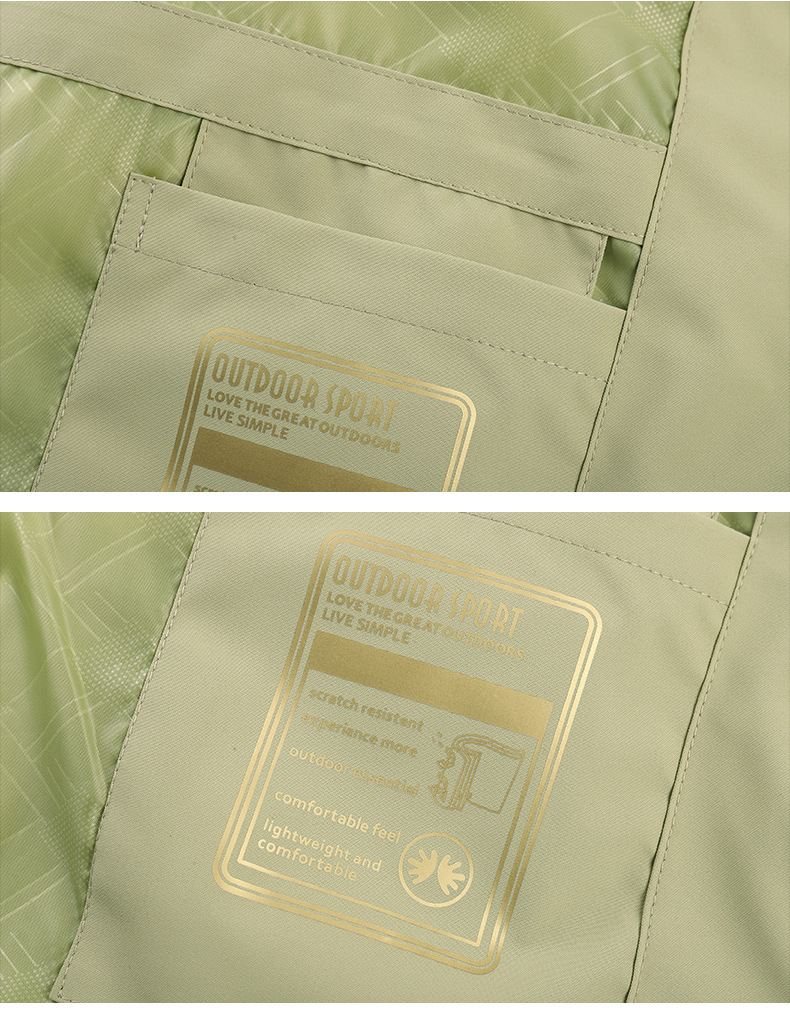 OUTDOOR SPORT
LOVE THE GREAT OUTDOORS
LIVE SIMPLE
OUTDOOR SPORT
LOVE THE GREAT OUTDOORS
LIVE SIMPLE
scratch resistent
experience more
outdoor essential
comfortable feel
lightweight and
comfortable